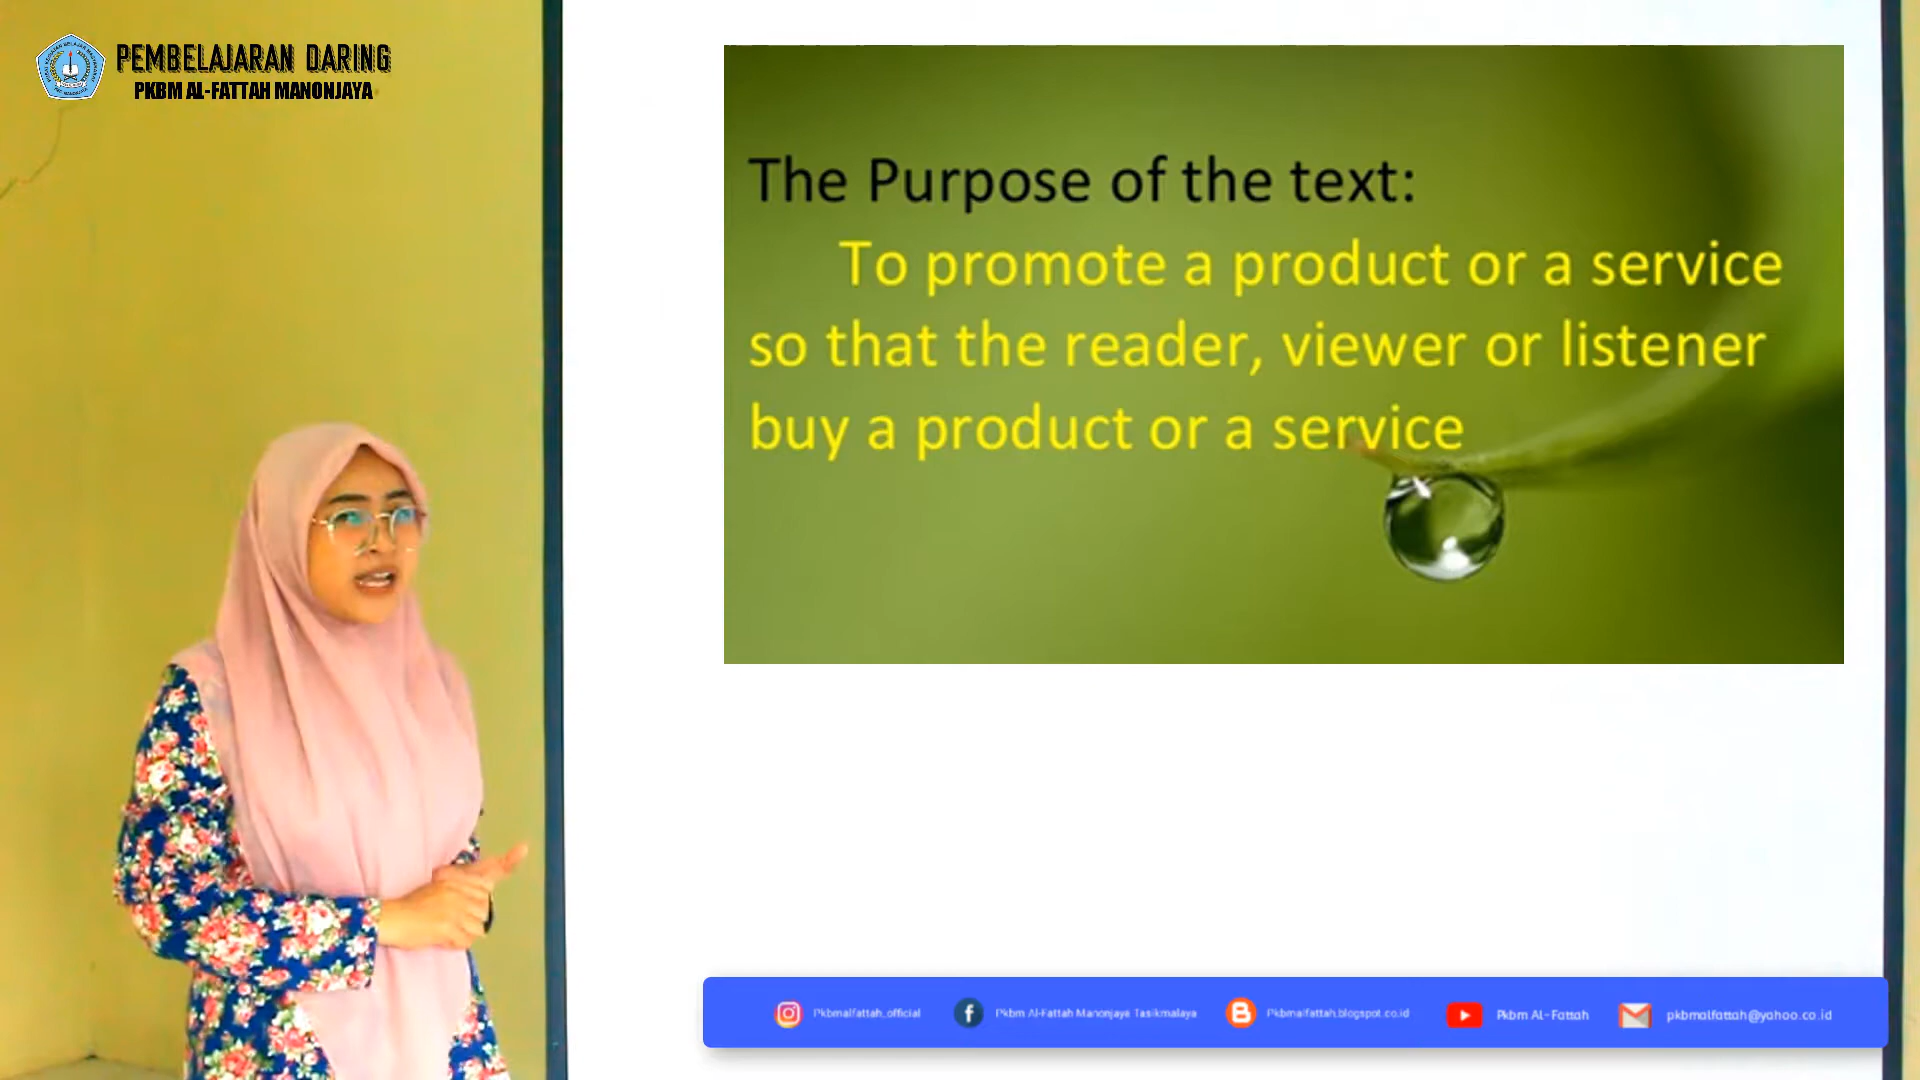 PEMBELAJARAN DARING
PKBM AL-FATTAH MANONJAYA
The Purpose of the text:
To promote a product or a service
so that the reader, viewer or listener
buy a product or a service
Pkbmalfattah_official
Pkbm Al-Fattah Manonjaya Tasikmalaya
Pkbmalfattah.blogspot.co.id
Pkbm AL-Fattah
pkbmalfattah@yahoo.co.id